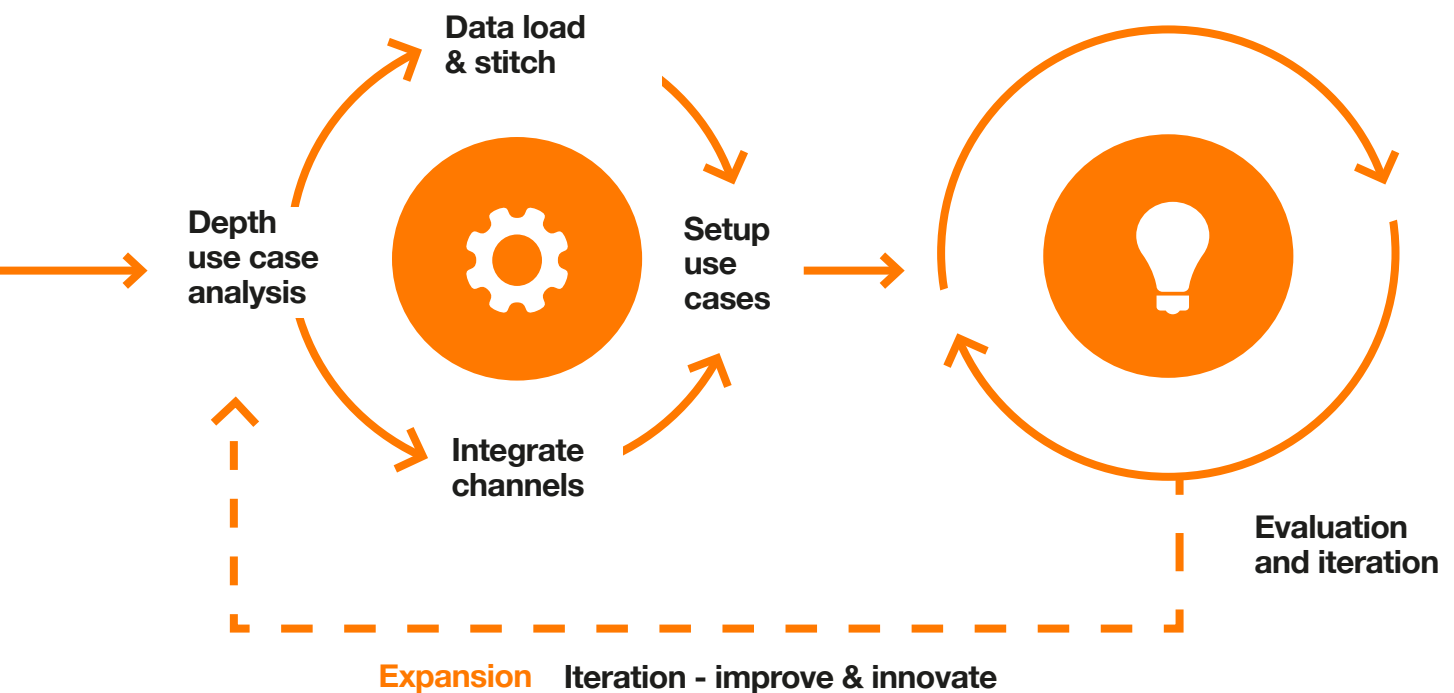 Data load
& stitch
Depth
use case
analysis
Setup
use
cases
Integrate
channels
Evaluation
and iteration
Expansion Iteration - improve & innovate